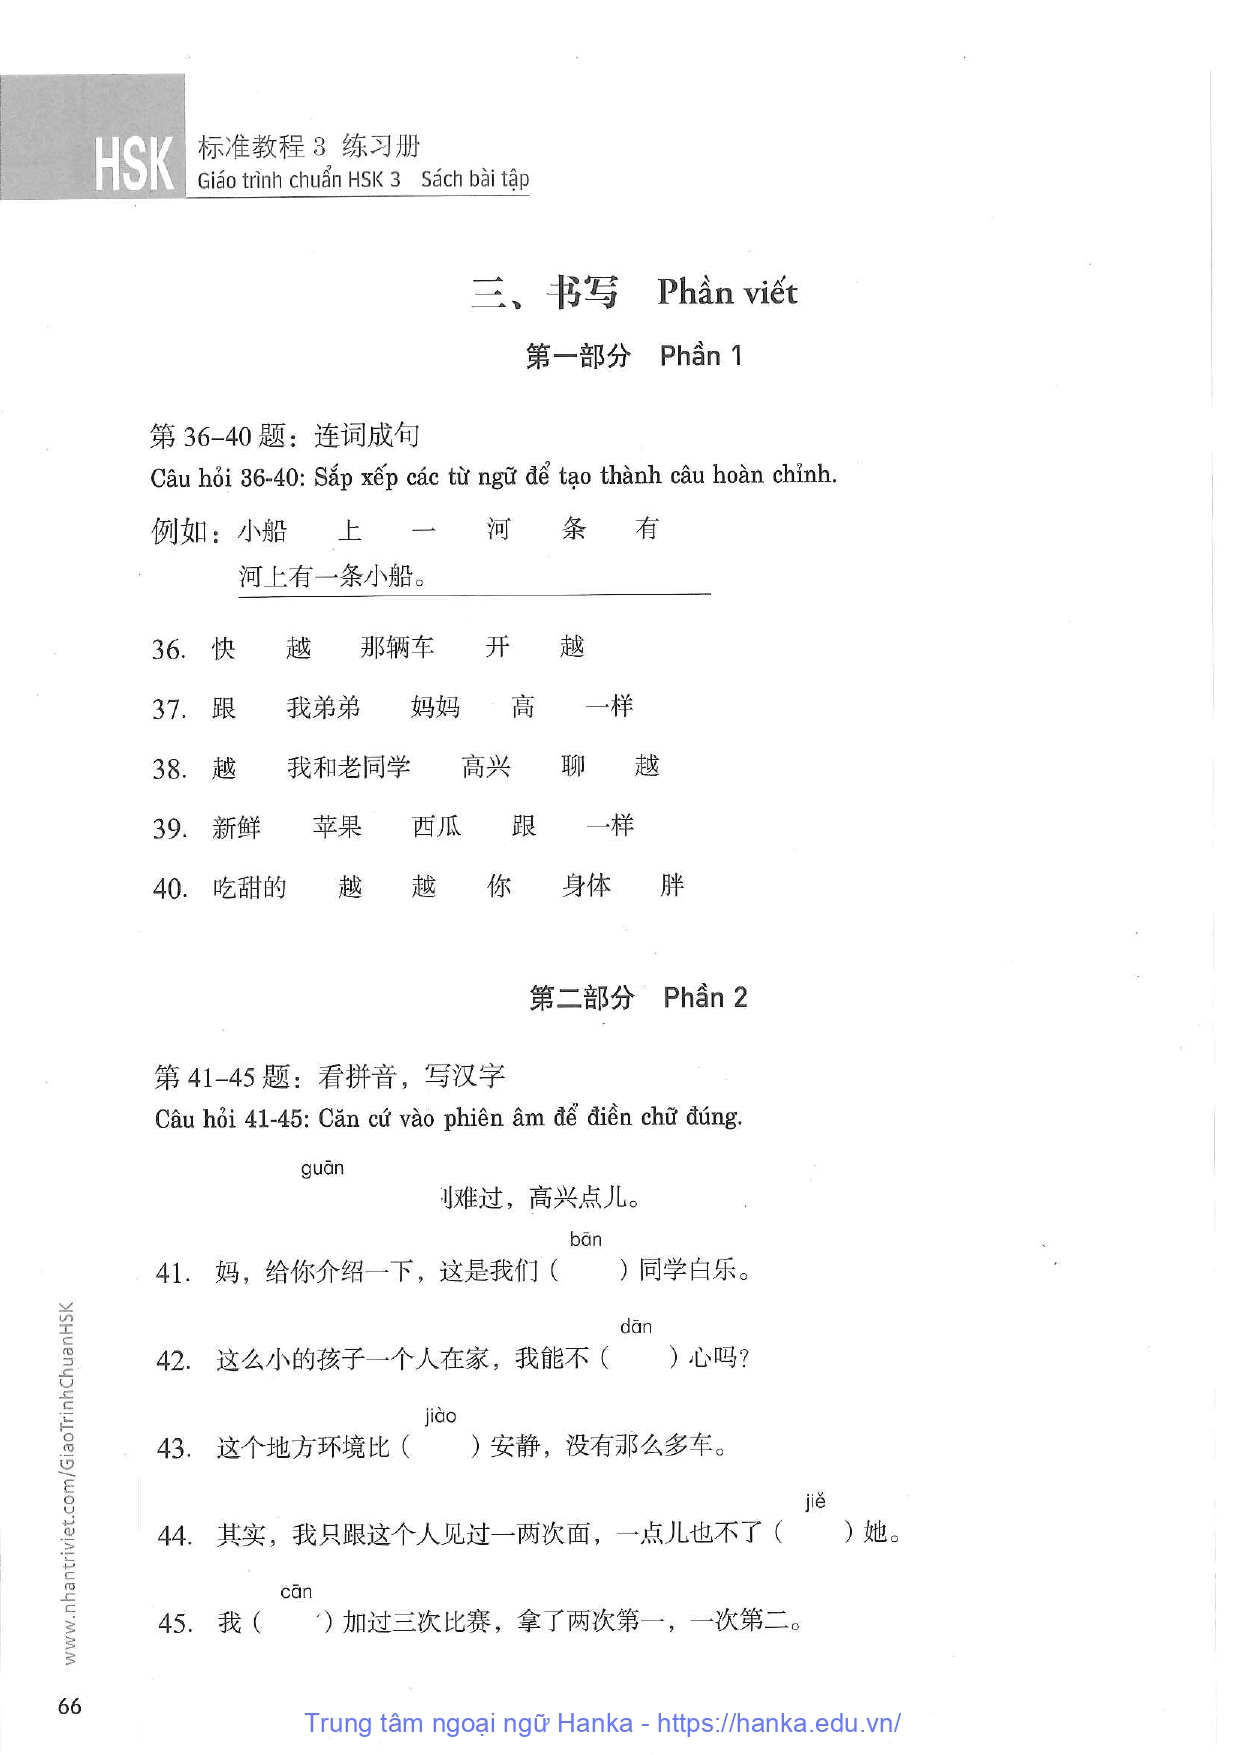 HSK
标准教程 3 练习册
Giáo trình chuẩn HSK 3 Sách bài tập
三、书写 Phần viết
第一部分 Phần 1
第 36–40 题：连词成句
Câu hỏi 36-40: Sắp xếp các từ ngữ để tạo thành câu hoàn chỉnh.
例如：小船 上 一 河 条 有
河上有一条小船。
36. 快 越 那辆车 开 越
37. 跟 我弟弟 妈妈 高 一样
38. 越 我和老同学 高兴 聊 越
39. 新鲜 苹果 西瓜 跟 一样
40. 吃甜的 越 越 你 身体 胖
第二部分 Phần 2
第 41–45 题：看拼音，写汉字
Câu hỏi 41-45: Căn cứ vào phiên âm để điền chữ đúng.
guān
难过，高兴点儿。
bān
41. 妈，给你介绍一下，这是我们（ ）同学白乐。
dān
42. 这么小的孩子一个人在家，我能不（ ）心吗？
jiào
43. 这个地方环境比（ ）安静，没有那么多车。
jiě
44. 其实，我只跟这个人见过一两次面，一点儿也不了（ ）她。
cān
45. 我（ ）加过三次比赛，拿了两次第一，一次第二。
www.nhantriviet.com/GiaoTrinhChuanHSK
66
Trung tâm ngoại ngữ Hanka - https://hanka.edu.vn/